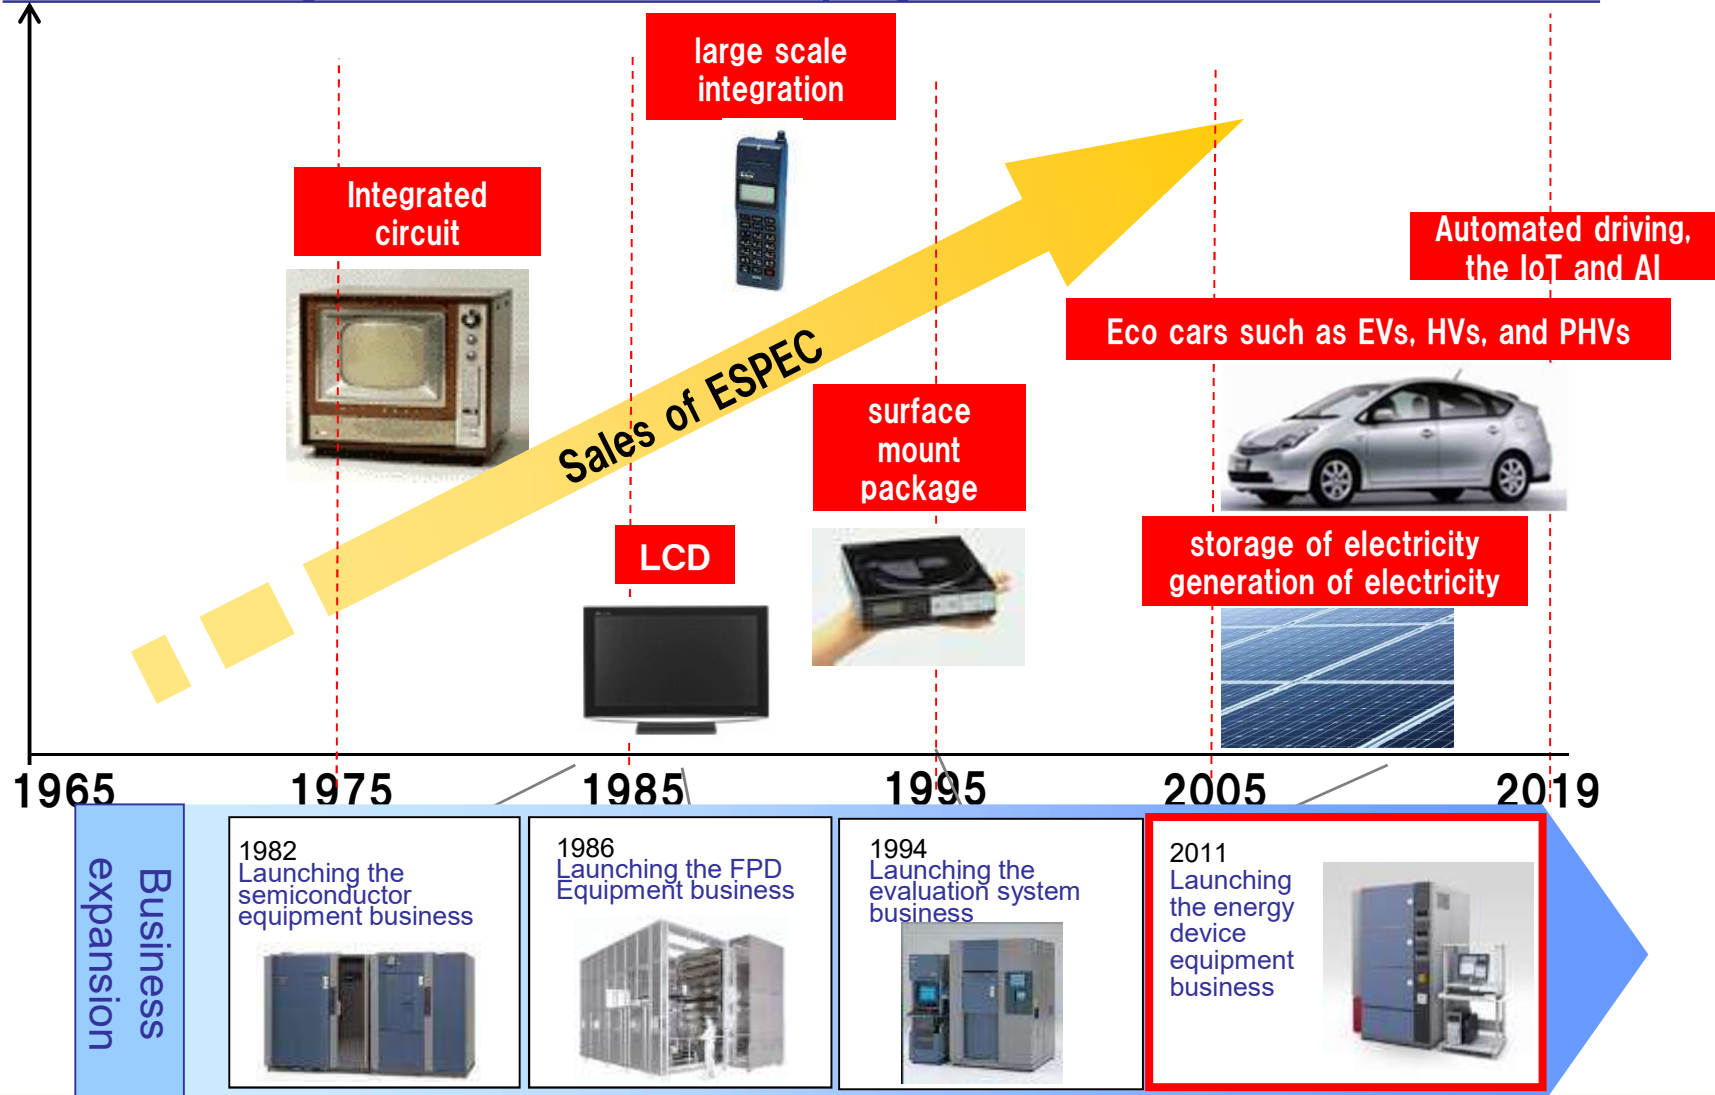 large scale
integration
Integrated
circuit
Automated driving,
the IoT and AI
Eco cars such as EVs, HVs, and PHVs
Sales of ESPEC
surface
mount
package
LCD
storage of electricity
generation of electricity
1965
1975
1985
1995
2005
2019
Business
expansion
1982
Launching the
semiconductor
equipment business
1986
Launching the FPD
Equipment business
1994
Launching the
evaluation system
business
2011
Launching
the energy
device
equipment
business